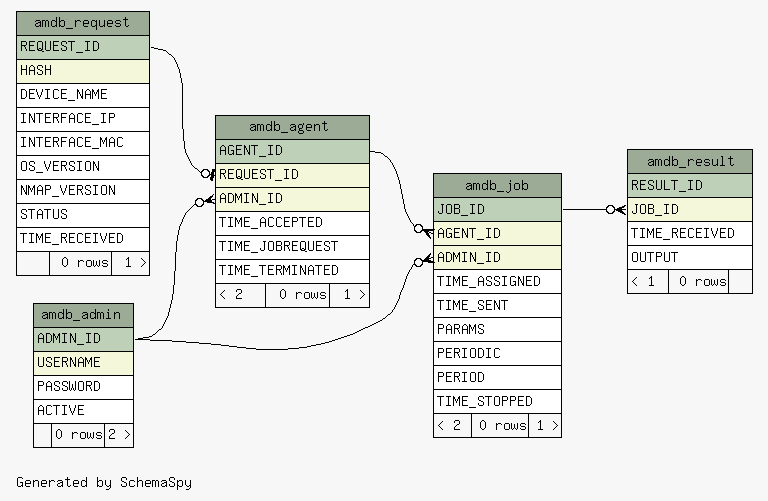 amdb_request
REQUEST_ID
HASH
DEVICE_NAME
INTERFACE_IP
INTERFACE_MAC
OS_VERSION
NMAP_VERSION
STATUS
TIME_RECEIVED
0 rows 1 >
amdb_admin
ADMIN_ID
USERNAME
PASSWORD
ACTIVE
0 rows 2 >
amdb_agent
AGENT_ID
REQUEST_ID
ADMIN_ID
TIME_ACCEPTED
TIME_JOBREQUEST
TIME_TERMINATED
< 2 0 rows 1 >
amdb_job
JOB_ID
AGENT_ID
ADMIN_ID
TIME_ASSIGNED
TIME_SENT
PARAMS
PERIODIC
PERIOD
TIME_STOPPED
< 2 0 rows 1 >
amdb_result
RESULT_ID
JOB_ID
TIME_RECEIVED
OUTPUT
< 1 0 rows
Generated by SchemaSpy